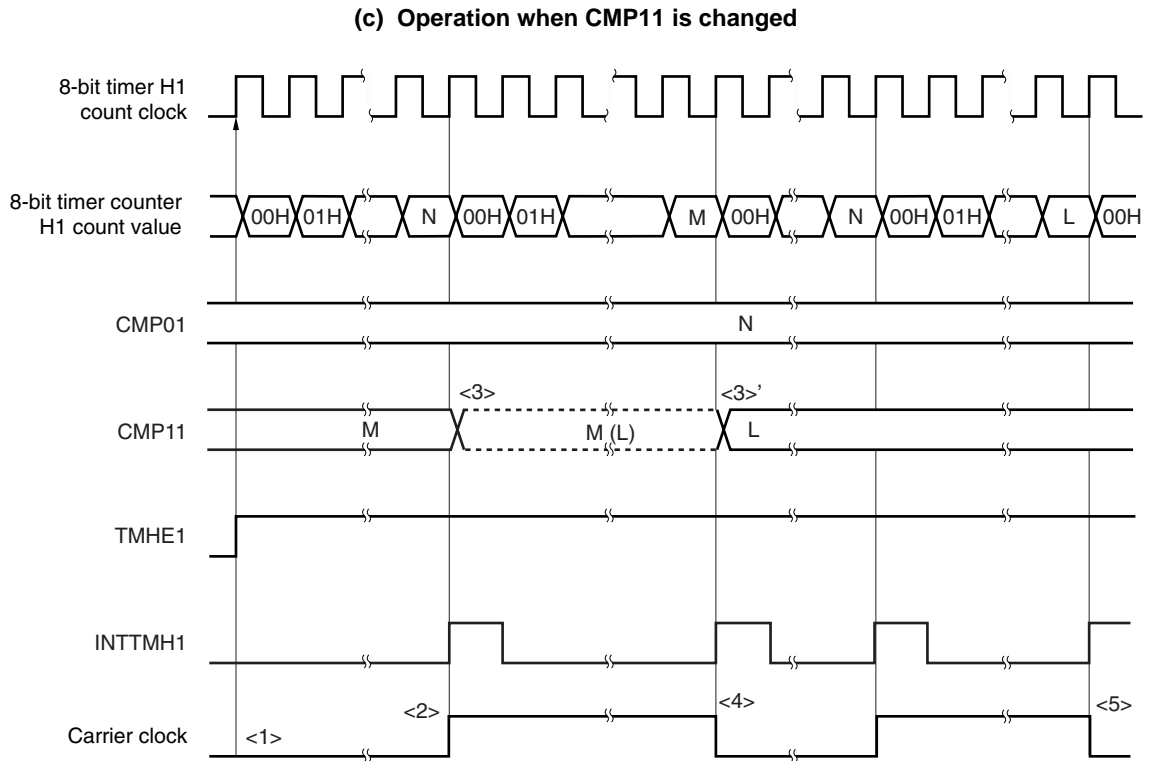 (c) Operation when CMP11 is changed
8-bit timer H1
count clock
8-bit timer counter
H1 count value
00H 01H N 00H 01H M 00H N 00H 01H L 00H
CMP01
N
<3> <3>’
CMP11
M M (L) L
TMHE1
INTTMH1
<2> <4> <5>
Carrier clock
<1>